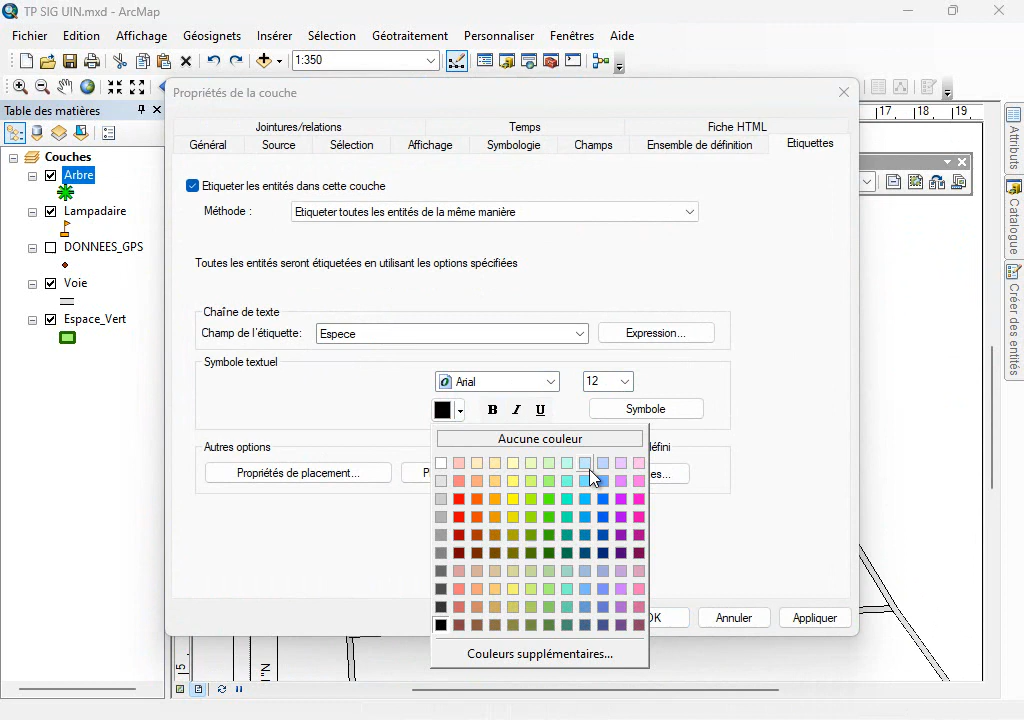 TP SIG UIN.mxd - ArcMap
Fichier Edition Affichage Géosignets Insérer Sélection Géotraitement Personnaliser Fenêtres Aide
1:350
Table des matières
Propriétés de la couche
17 18 19
Jointures/relations Temps Fiche HTML
Général Source Sélection Affichage Symbologie Champs Ensemble de définition Etiquettes
Couches
Arbre
Lampadaire
DONNEES_GPS
Voie
Espace_Vert
Etiqueter les entités dans cette couche
Méthode : Etiqueter toutes les entités de la même manière
Toutes les entités seront étiquetées en utilisant les options spécifiées
Chaîne de texte
Champ de l'étiquette: Espece Expression...
Symbole textuel
Arial 12
B I U Symbole
Autres options
éfini
Aucune couleur
Propriétés de placement... P
es...
OK Annuler Appliquer
Couleurs supplémentaires...
15
N°1
Attributs
Catalogue
Créer des entités